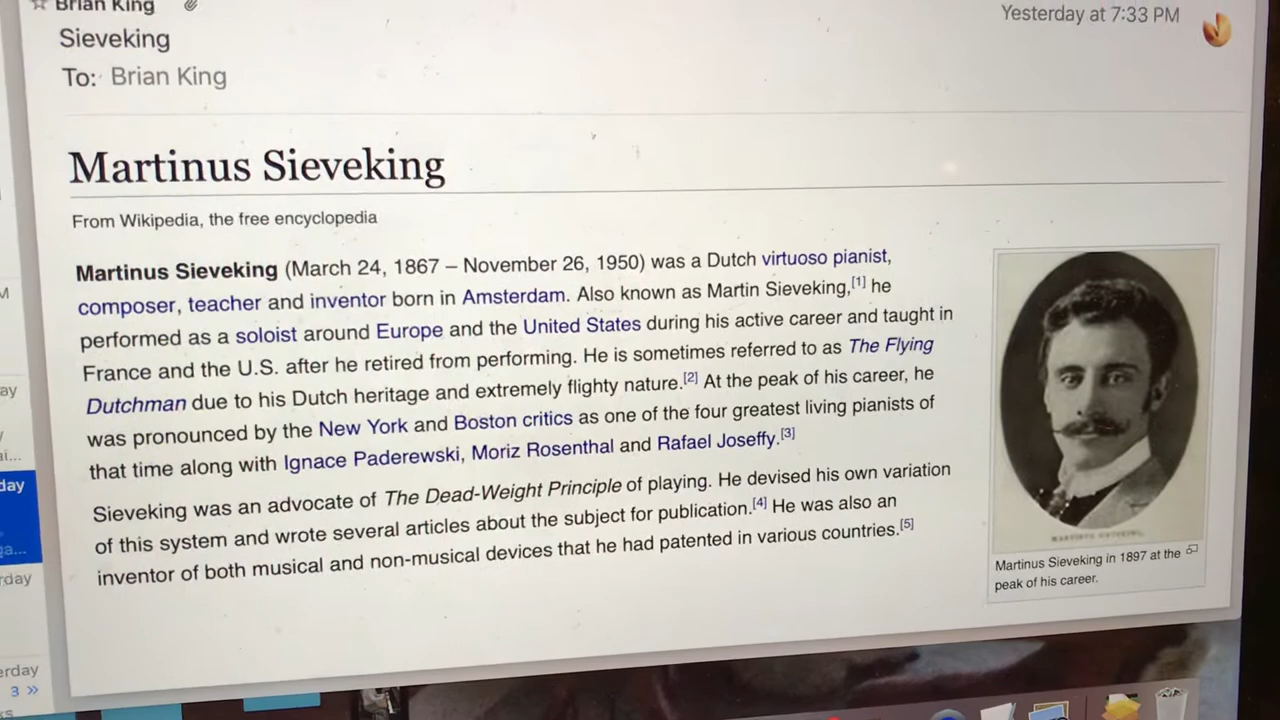 Brian King
Yesterday at 7:33 PM
Sieveking
To: Brian King
Martinus Sieveking
From Wikipedia, the free encyclopedia
Martinus Sieveking (March 24, 1867 – November 26, 1950) was a Dutch virtuoso pianist,
composer, teacher and inventor born in Amsterdam. Also known as Martin Sieveking,[1] he
performed as a soloist around Europe and the United States during his active career and taught in
France and the U.S. after he retired from performing. He is sometimes referred to as The Flying
Dutchman due to his Dutch heritage and extremely flighty nature.[2] At the peak of his career, he
was pronounced by the New York and Boston critics as one of the four greatest living pianists of
that time along with Ignace Paderewski, Moriz Rosenthal and Rafael Joseffy.[3]
Sieveking was an advocate of The Dead-Weight Principle of playing. He devised his own variation
of this system and wrote several articles about the subject for publication.[4] He was also an
inventor of both musical and non-musical devices that he had patented in various countries.[5]
MARTINUS SIEVEKING.
Martinus Sieveking in 1897 at the
peak of his career.
M
ay
day
rday
erday
3 »